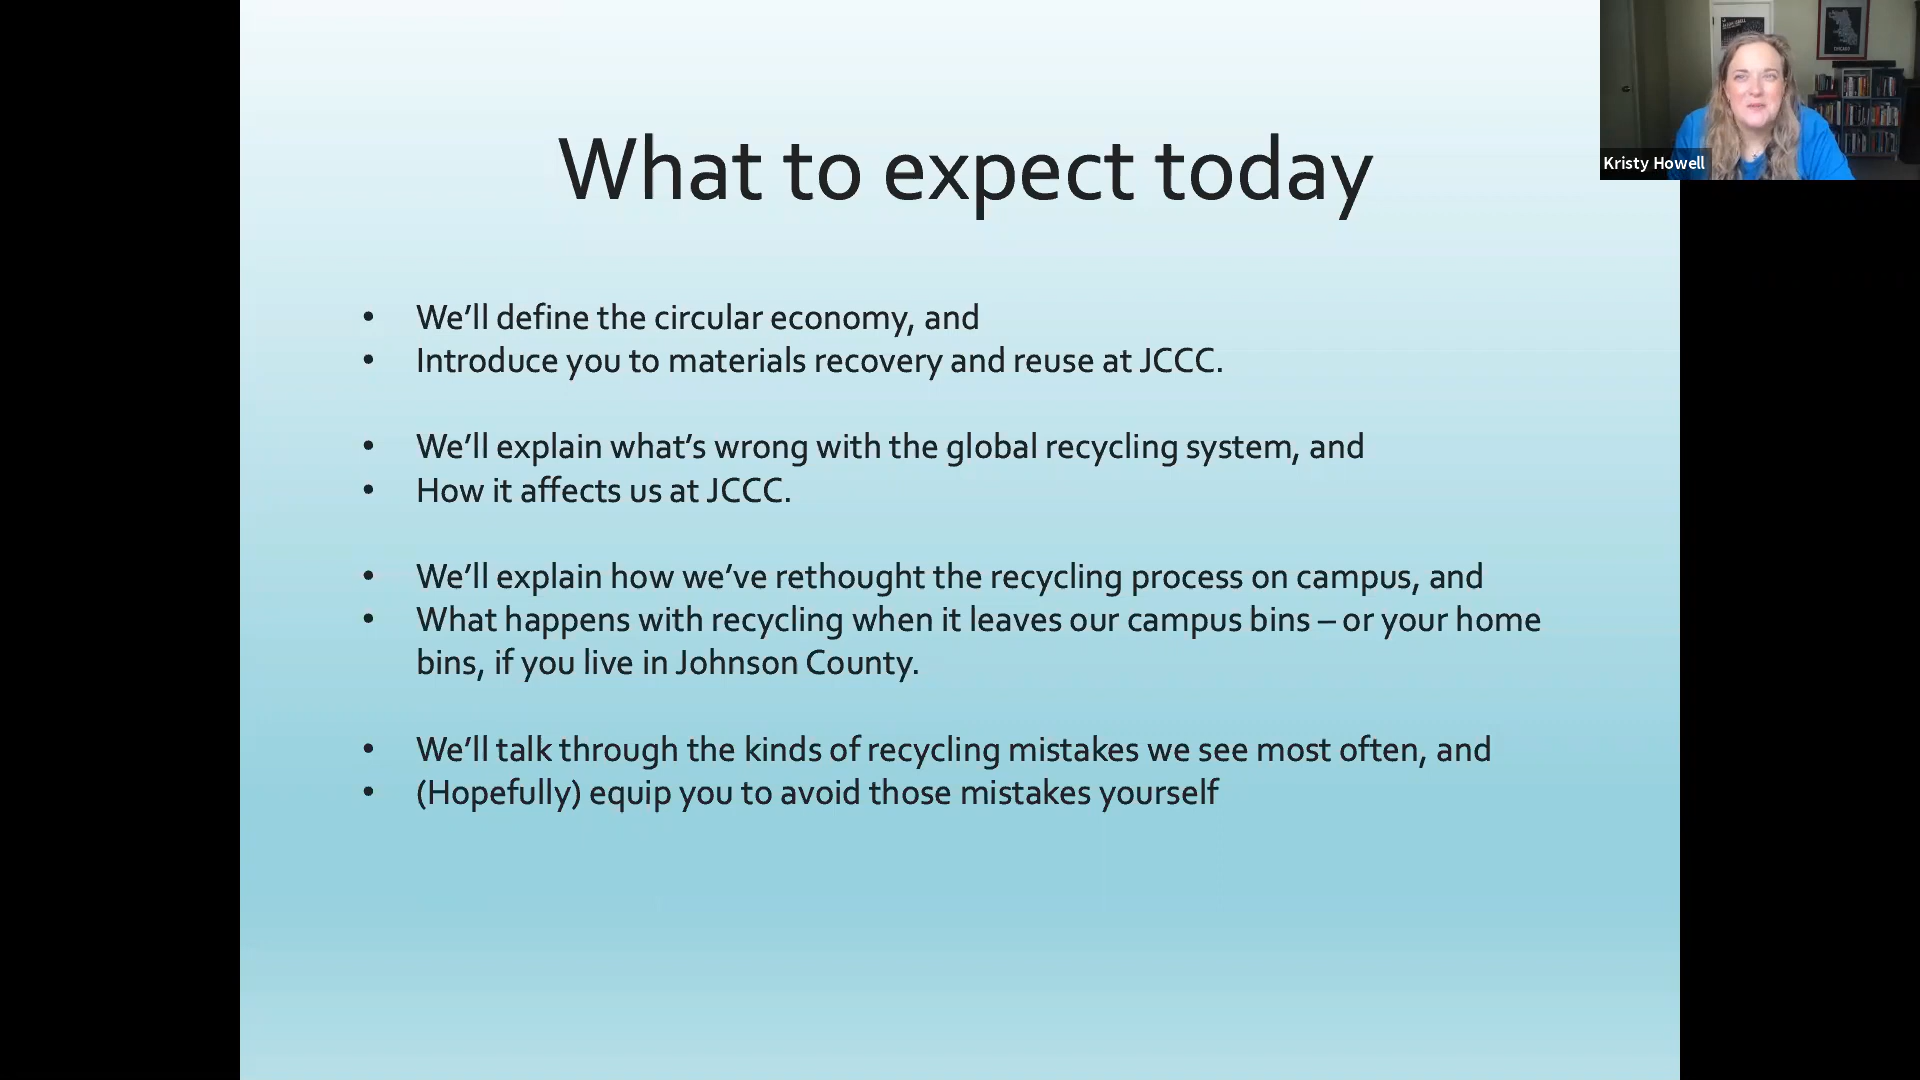 What to expect today
• We’ll define the circular economy, and
• Introduce you to materials recovery and reuse at JCCC.
• We’ll explain what’s wrong with the global recycling system, and
• How it affects us at JCCC.
• We’ll explain how we’ve rethought the recycling process on campus, and
• What happens with recycling when it leaves our campus bins – or your home
bins, if you live in Johnson County.
• We’ll talk through the kinds of recycling mistakes we see most often, and
• (Hopefully) equip you to avoid those mistakes yourself
Kristy Howell